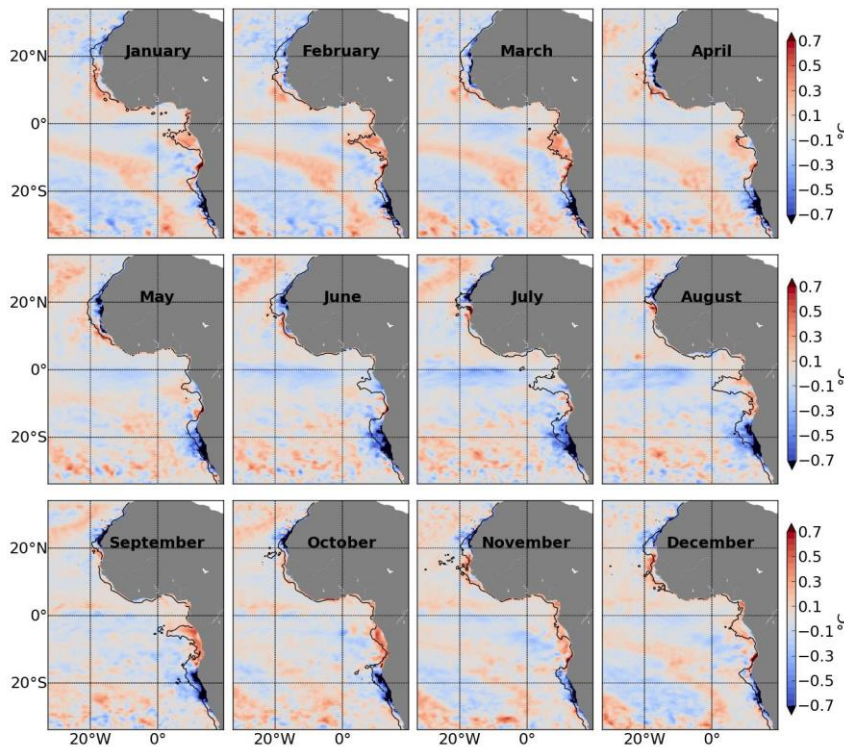 January February March April
20°N
0°
20°S
0.7
0.5
0.3
0.1
−0.1
−0.3
−0.5
−0.7
°C
May June July August
20°N
0°
20°S
0.7
0.5
0.3
0.1
−0.1
−0.3
−0.5
−0.7
°C
September October November December
20°N
0°
20°S
0.7
0.5
0.3
0.1
−0.1
−0.3
−0.5
−0.7
°C
20°W 0° 20°W 0° 20°W 0° 20°W 0°